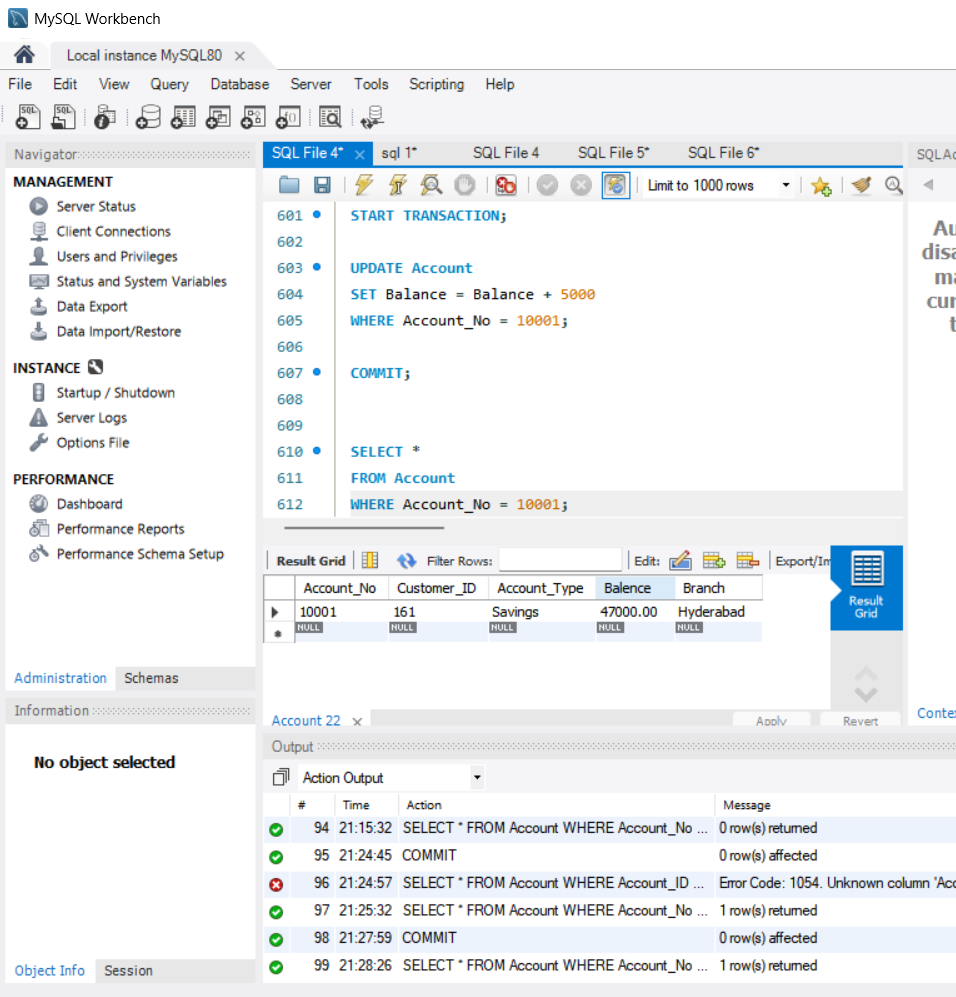 MySQL Workbench
Local instance MySQL80
File Edit View Query Database Server Tools Scripting Help
Navigator
MANAGEMENT
Server Status
Client Connections
Users and Privileges
Status and System Variables
Data Export
Data Import/Restore
INSTANCE
Startup / Shutdown
Server Logs
Options File
PERFORMANCE
Dashboard
Performance Reports
Performance Schema Setup
Administration Schemas
Information
No object selected
Object Info Session
SQL File 4* sql 1* SQL File 4 SQL File 5* SQL File 6*
Limit to 1000 rows
601 START TRANSACTION;
602
603 UPDATE Account
604 SET Balance = Balance + 5000
605 WHERE Account_No = 10001;
606
607 COMMIT;
608
609
610 SELECT *
611 FROM Account
612 WHERE Account_No = 10001;
Result Grid Filter Rows: Edit: Export/Im
Account_No Customer_ID Account_Type Balence Branch
10001 161 Savings 47000.00 Hyderabad
NULL NULL NULL NULL NULL
Result
Grid
Account 22 Apply Revert
Output
Action Output
# Time Action Message
94 21:15:32 SELECT * FROM Account WHERE Account_No ... 0 row(s) returned
95 21:24:45 COMMIT 0 row(s) affected
96 21:24:57 SELECT * FROM Account WHERE Account_ID ... Error Code: 1054. Unknown column 'Acc
97 21:25:32 SELECT * FROM Account WHERE Account_No ... 1 row(s) returned
98 21:27:59 COMMIT 0 row(s) affected
99 21:28:26 SELECT * FROM Account WHERE Account_No ... 1 row(s) returned
SQLAd
Au
disa
ma
cur
t
Contex